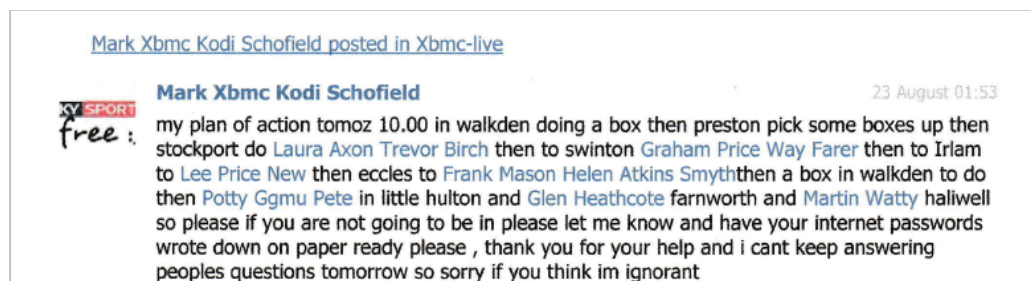 Mark Xbmc Kodi Schofield posted in Xbmc-live
Mark Xbmc Kodi Schofield
23 August 01:53
KY SPORT
free :
my plan of action tomoz 10.00 in walkden doing a box then preston pick some boxes up then
stockport do Laura Axon Trevor Birch then to swinton Graham Price Way Farer then to Irlam
to Lee Price New then eccles to Frank Mason Helen Atkins Smyththen a box in walkden to do
then Potty Ggmu Pete in little hulton and Glen Heathcote farnworth and Martin Watty haliwell
so please if you are not going to be in please let me know and have your internet passwords
wrote down on paper ready please , thank you for your help and i cant keep answering
peoples questions tomorrow so sorry if you think im ignorant